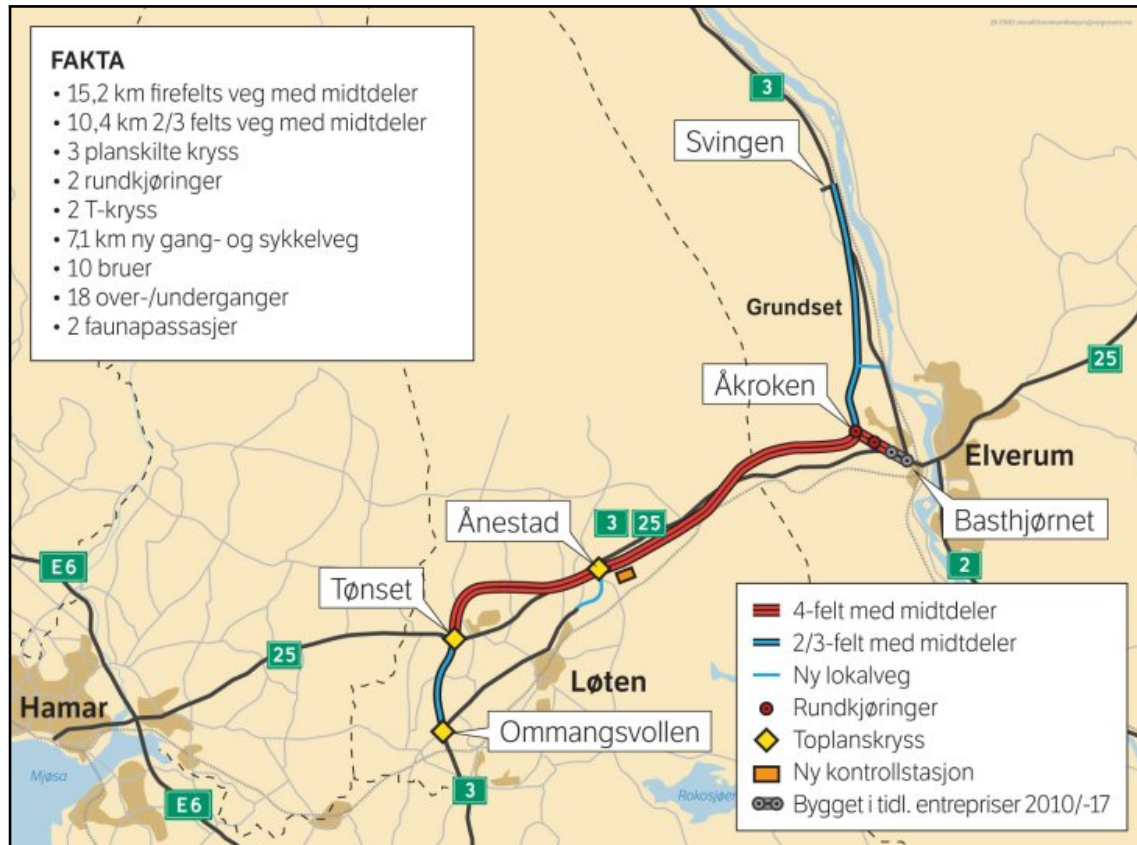 FAKTA
• 15,2 km firefelts veg med midtdeler
• 10,4 km 2/3 felts veg med midtdeler
• 3 planskilte kryss
• 2 rundkjøringer
• 2 T-kryss
• 7,1 km ny gang- og sykkelveg
• 10 bruer
• 18 over-/underganger
• 2 faunapassasjer
3
Svingen
Grundset
25
Åkroken
Elverum
Basthjørnet
Ånestad
3 25
E6
2
Tønset
25
Hamar
Løten
Ommangsvollen
Mjøsa
E6
3
Rokosjøen
4-felt med midtdeler
2/3-felt med midtdeler
Ny lokalveg
Rundkjøringer
Toplanskryss
Ny kontrollstasjon
Bygget i tidl. entrepriser 2010/-17